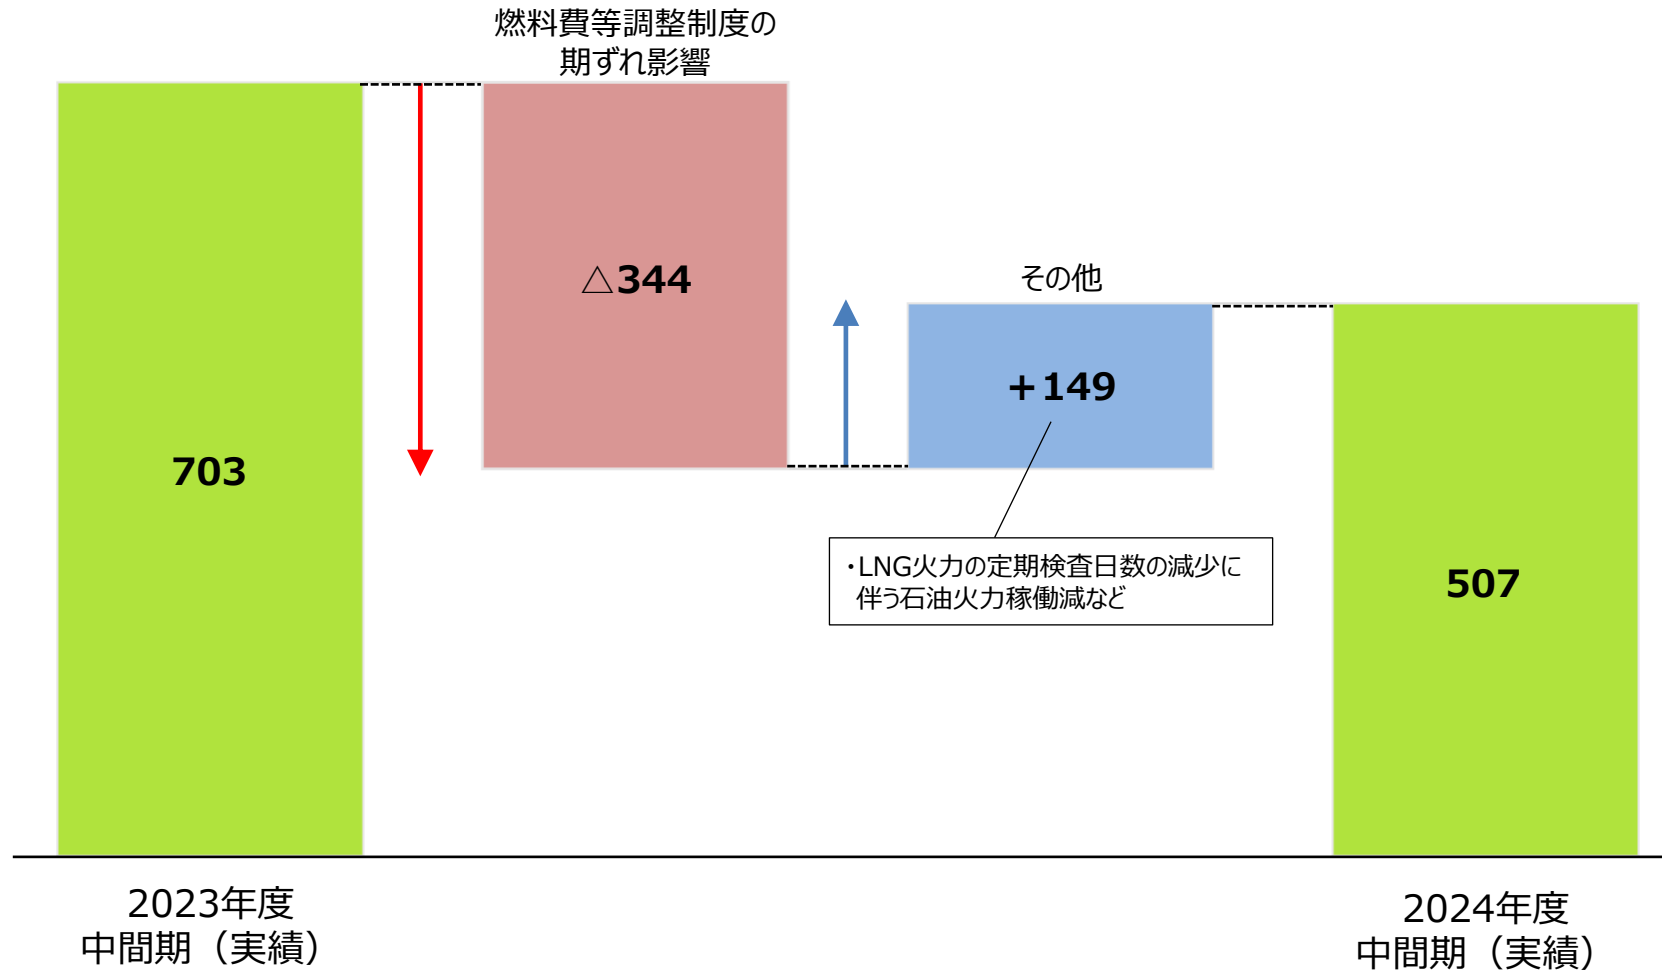 燃料費等調整制度の
期ずれ影響
△344
その他
+149
703
・LNG火力の定期検査日数の減少に
伴う石油火力稼働減など
507
2023年度
中間期（実績）
2024年度
中間期（実績）